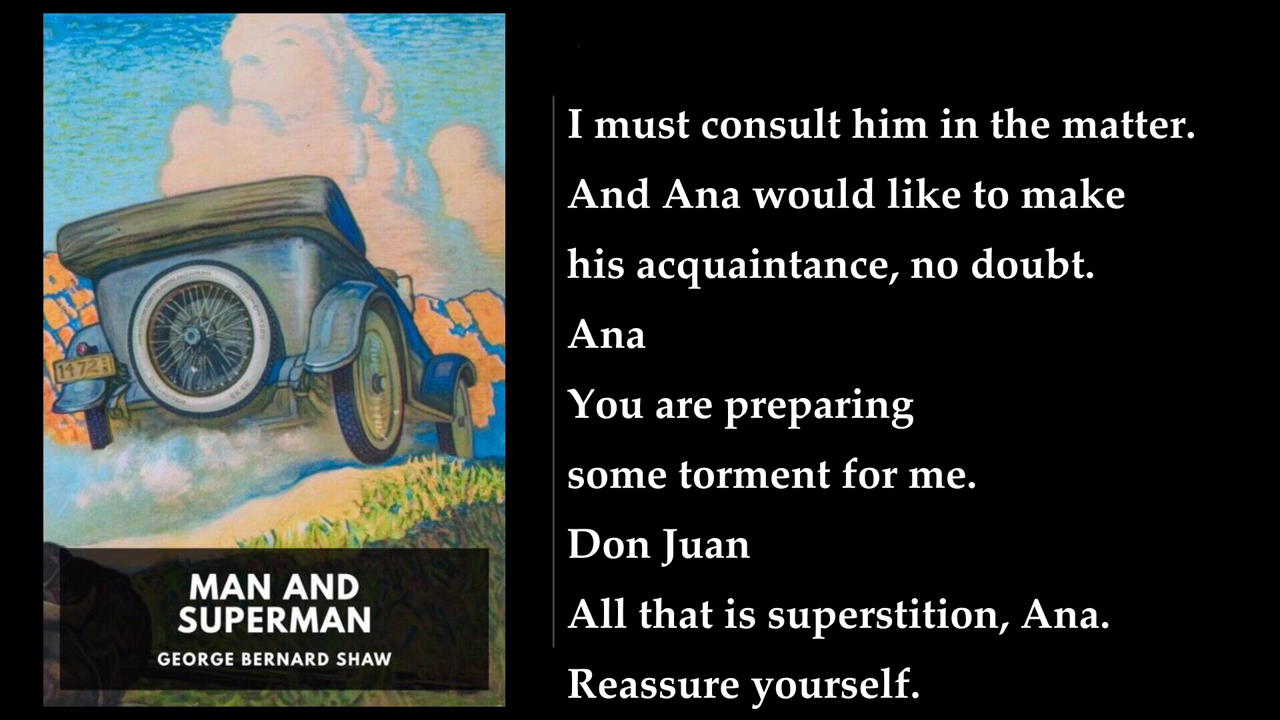 I must consult him in the matter.
And Ana would like to make
his acquaintance, no doubt.
Ana
You are preparing
some torment for me.
Don Juan
All that is superstition, Ana.
Reassure yourself.
1472
MAN AND
SUPERMAN
GEORGE BERNARD SHAW